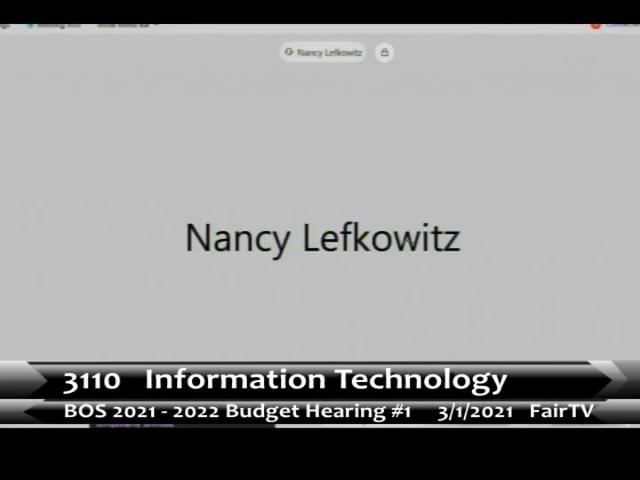 Nancy Lefkowitz
Nancy Lefkowitz
3110 Information Technology
BOS 2021 - 2022 Budget Hearing #1 3/1/2021 FairTV